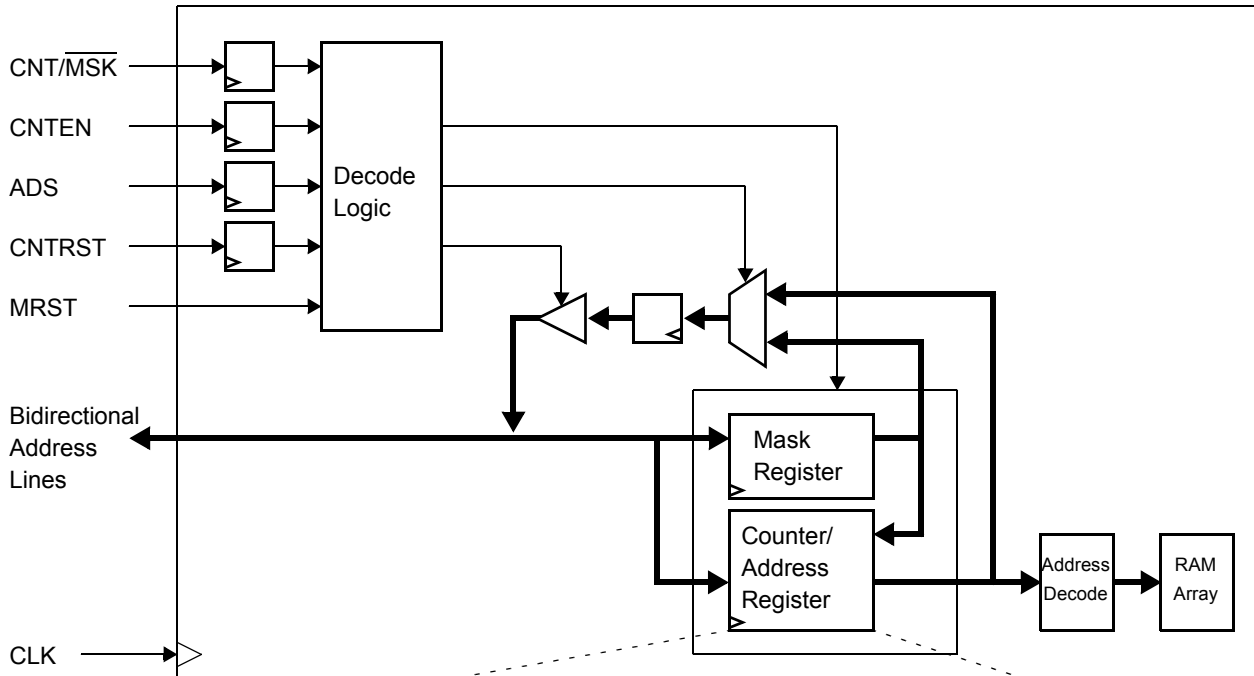 CNT/MSK
CNTEN
ADS
CNTRST
MRST
Decode
Logic
Bidirectional
Address
Lines
Mask
Register
Counter/
Address
Register
Address
Decode
RAM
Array
CLK